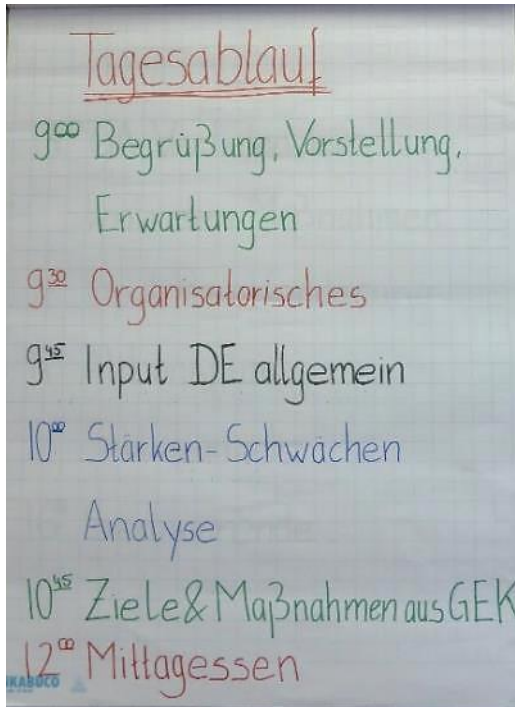 Tagesablauf
9⁰⁰ Begrüßung, Vorstellung,
Erwartungen
9³⁰ Organisatorisches
9⁴⁵ Input DE allgemein
10⁰⁰ Stärken-Schwächen
Analyse
10⁴⁵ Ziele & Maßnahmen aus GEK
12⁰⁰ Mittagessen